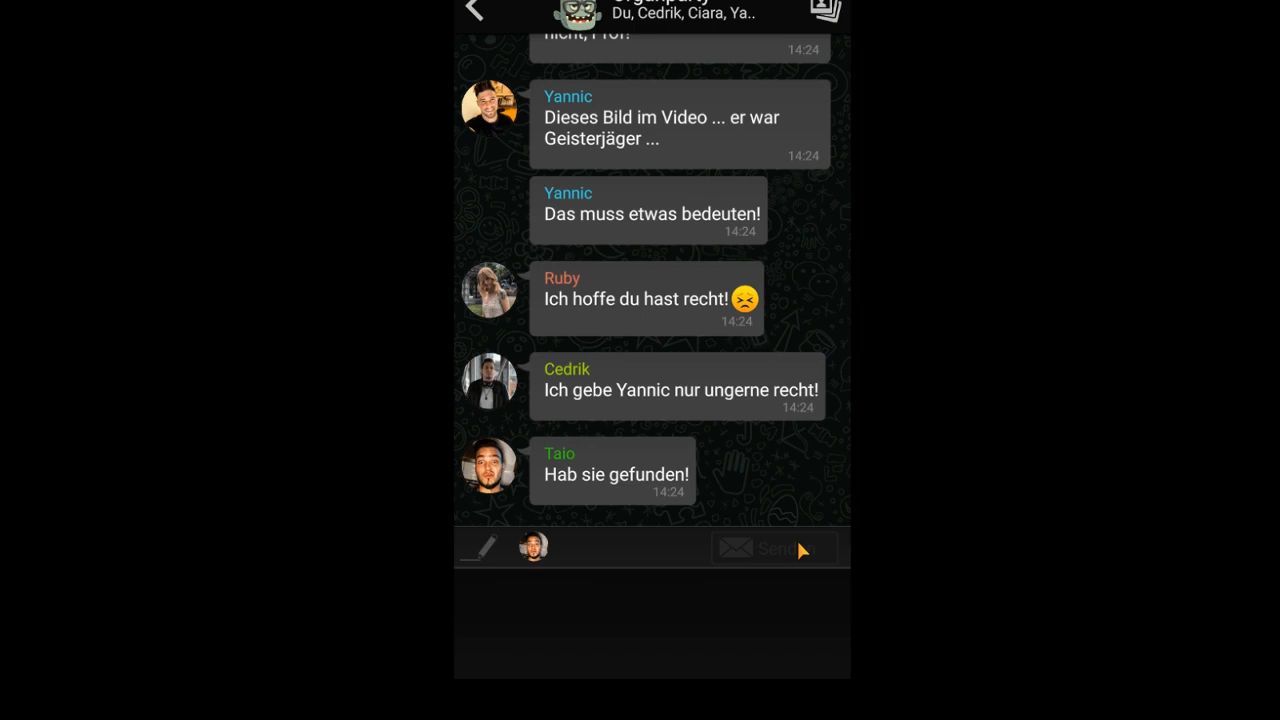 Du, Cedrik, Ciara, Ya..
nicht, Prof!
14:24
Yannic
Dieses Bild im Video ... er war
Geisterjäger ...
14:24
Yannic
Das muss etwas bedeuten!
14:24
Ruby
Ich hoffe du hast recht!😣
14:24
Cedrik
Ich gebe Yannic nur ungerne recht!
14:24
Taio
Hab sie gefunden!
14:24